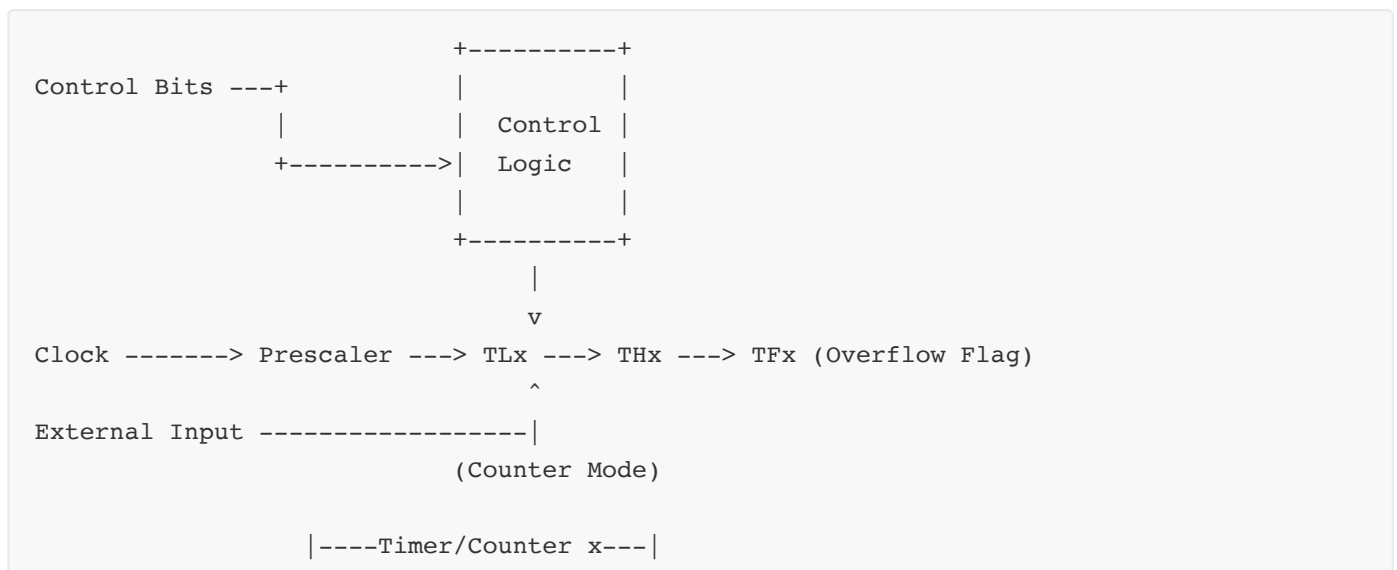 +----------+
Control Bits ---+           |          |
                |           |  Control |
                +---------->|  Logic   |
                            |          |
                            +----------+
                                 |
                                 v
Clock -------> Prescaler ---> TLx ---> THx ---> TFx (Overflow Flag)
                                 ^
External Input ------------------|
                            (Counter Mode)

                  |----Timer/Counter x---|